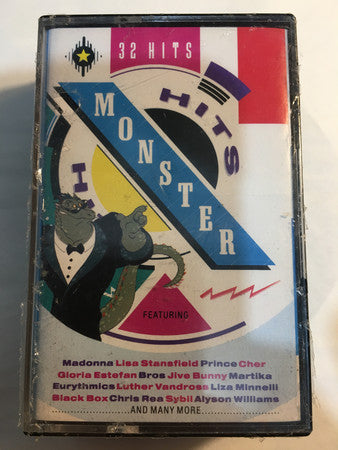 32 HITS
HITS
MONSTER
H
FEATURING
Madonna Lisa Stansfield Prince Cher
Gloria Estefan Bros Jive Bunny Martika
Eurythmics Luther Vandross Liza Minnelli
Black Box Chris Rea Sybil Alyson Williams
............AND MANY MORE............